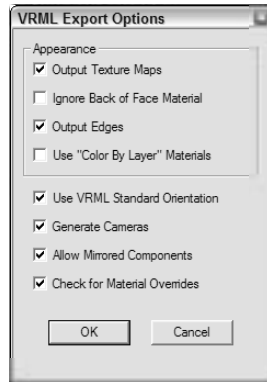 VRML Export Options
Appearance
Output Texture Maps
Ignore Back of Face Material
Output Edges
Use "Color By Layer" Materials
Use VRML Standard Orientation
Generate Cameras
Allow Mirrored Components
Check for Material Overrides
OK
Cancel